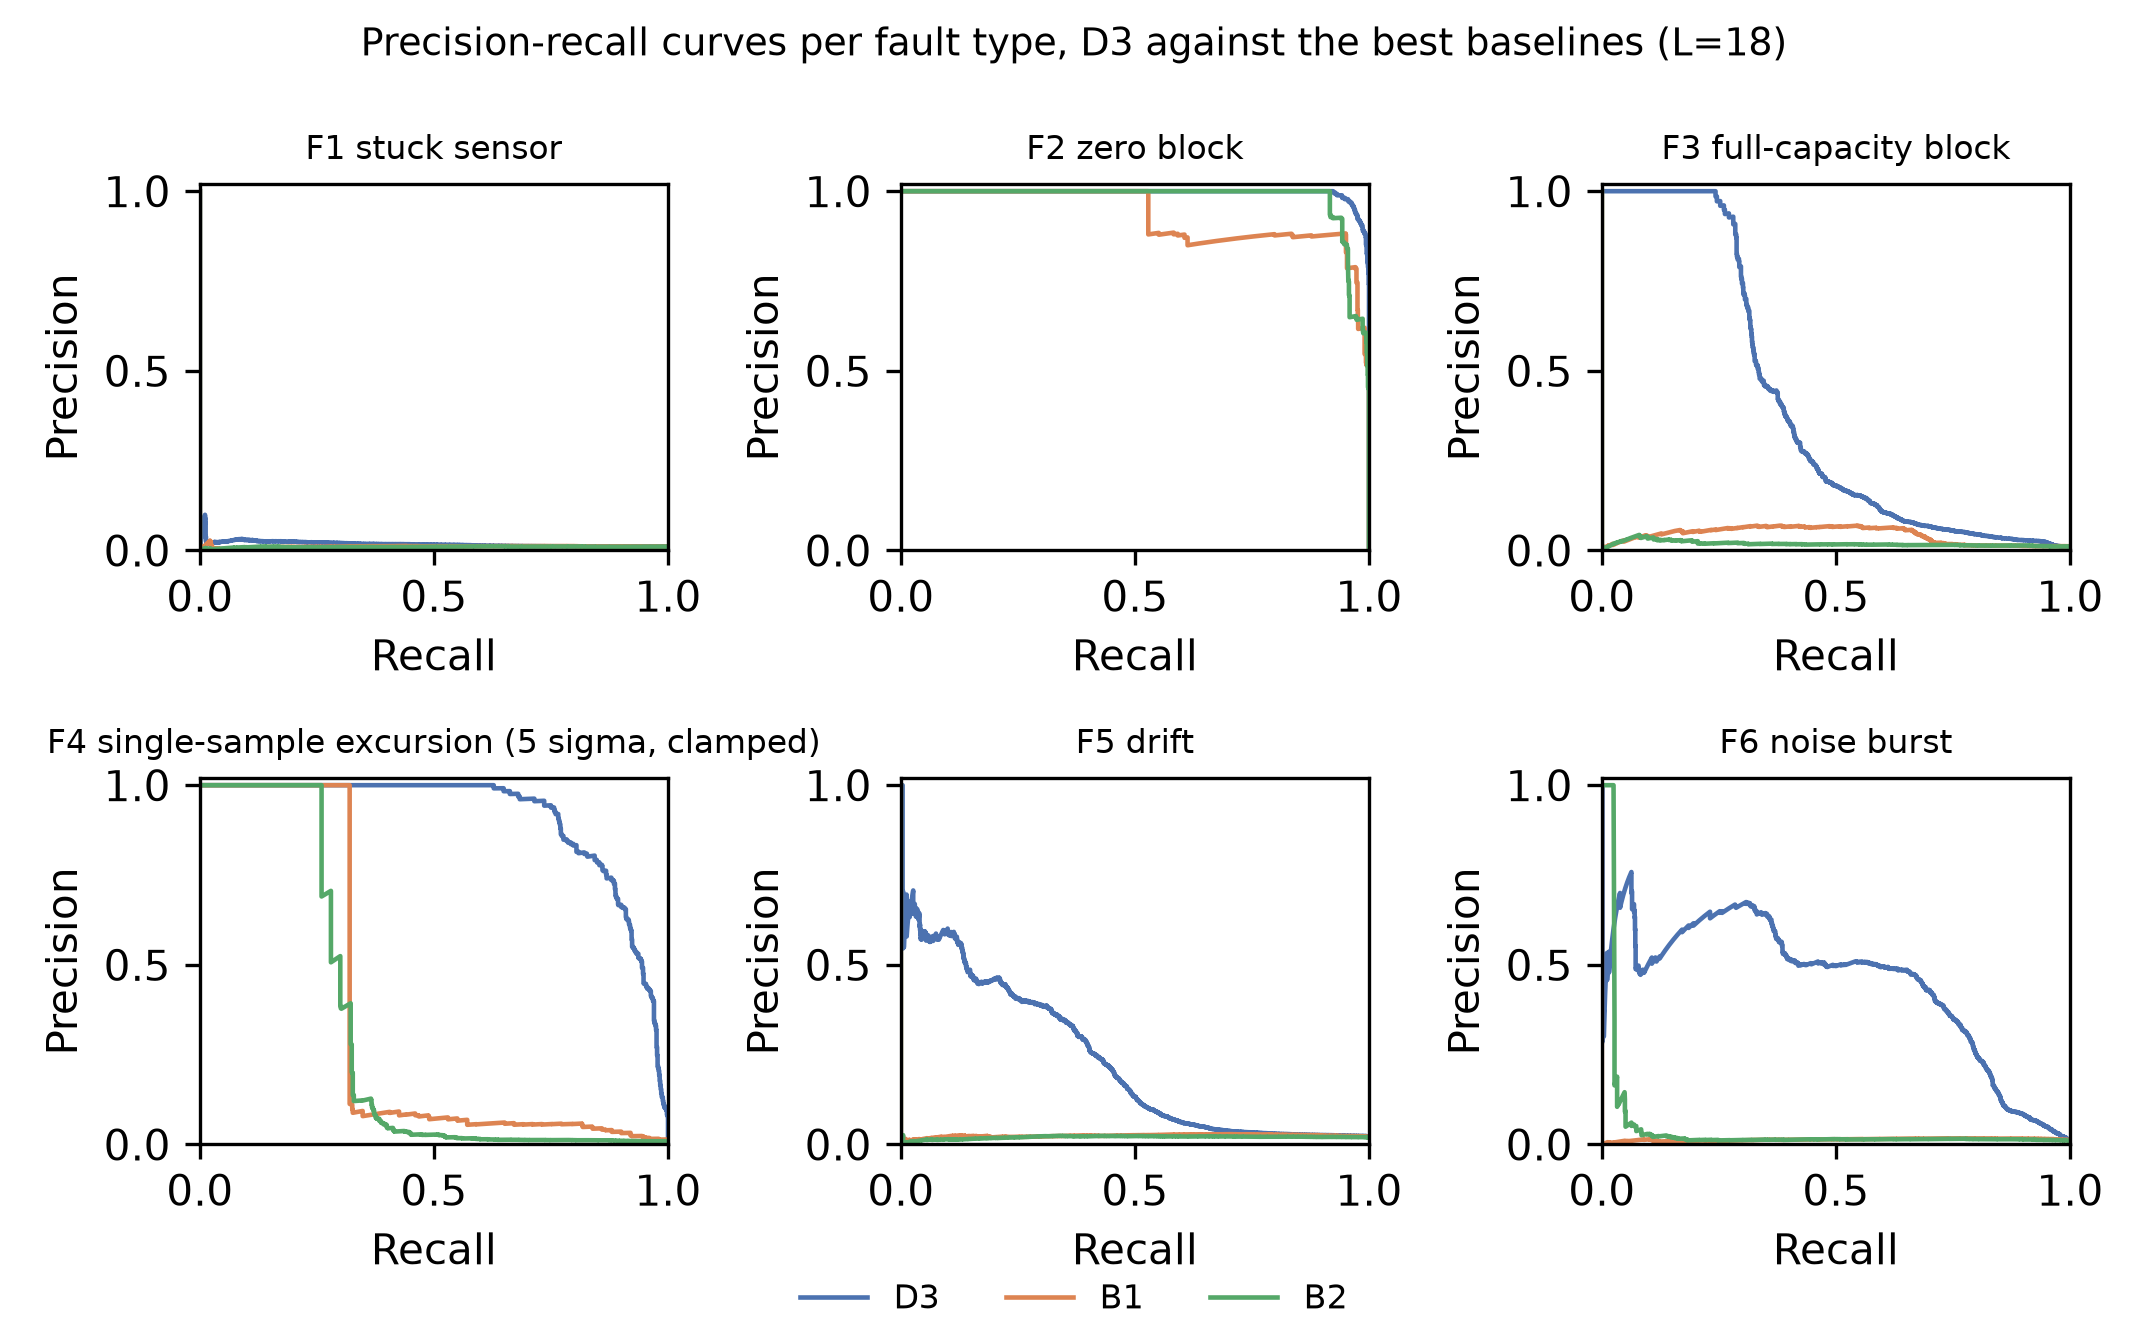 Precision-recall curves per fault type, D3 against the best baselines (L=18)
F1 stuck sensor
1.0
0.5
0.0
Precision
0.0 0.5 1.0
Recall
F2 zero block
1.0
0.5
0.0
Precision
0.0 0.5 1.0
Recall
F3 full-capacity block
1.0
0.5
0.0
Precision
0.0 0.5 1.0
Recall
F4 single-sample excursion (5 sigma, clamped)
1.0
0.5
0.0
Precision
0.0 0.5 1.0
Recall
F5 drift
1.0
0.5
0.0
Precision
0.0 0.5 1.0
Recall
F6 noise burst
1.0
0.5
0.0
Precision
0.0 0.5 1.0
Recall
D3 B1 B2